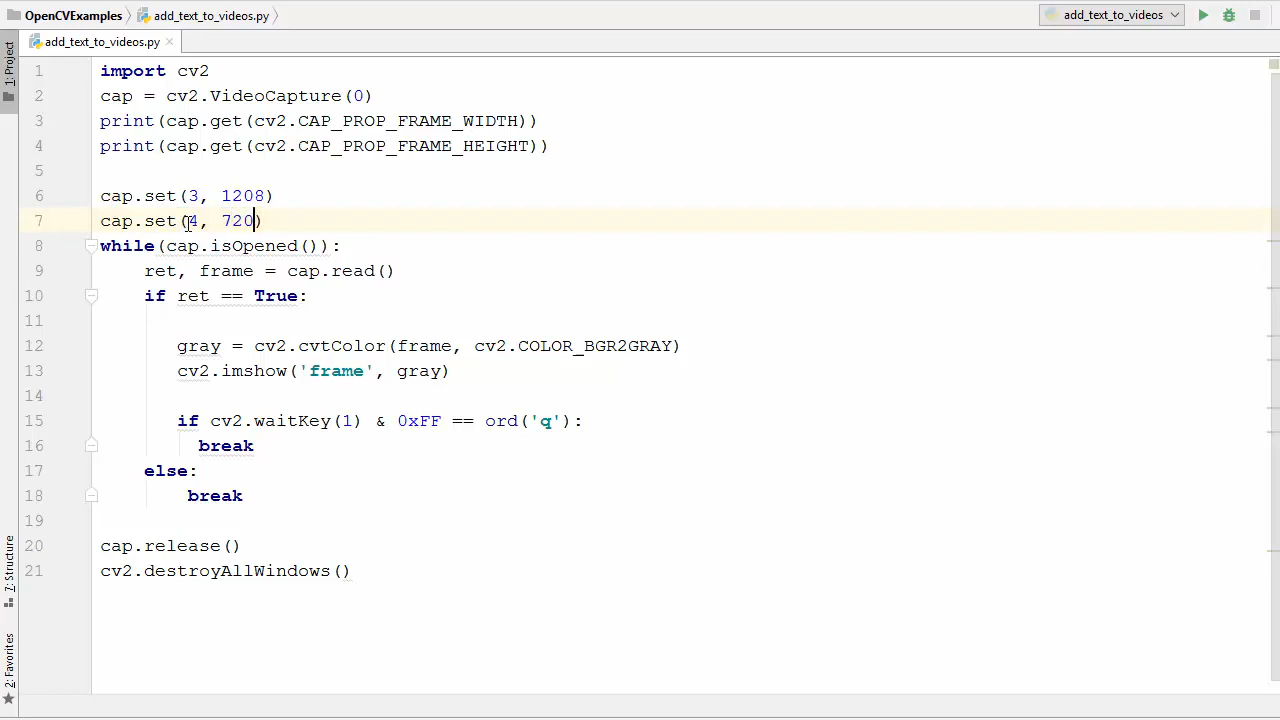 OpenCVExamples add_text_to_videos.py add_text_to_videos
add_text_to_videos.py
1: Project
1 import cv2
2 cap = cv2.VideoCapture(0)
3 print(cap.get(cv2.CAP_PROP_FRAME_WIDTH))
4 print(cap.get(cv2.CAP_PROP_FRAME_HEIGHT))
5
6 cap.set(3, 1208)
7 cap.set(4, 720)
8 while(cap.isOpened()):
9     ret, frame = cap.read()
10     if ret == True:
11
12        gray = cv2.cvtColor(frame, cv2.COLOR_BGR2GRAY)
13        cv2.imshow('frame', gray)
14
15        if cv2.waitKey(1) & 0xFF == ord('q'):
16          break
17     else:
18         break
19
20 cap.release()
21 cv2.destroyAllWindows()
7: Structure
2: Favorites